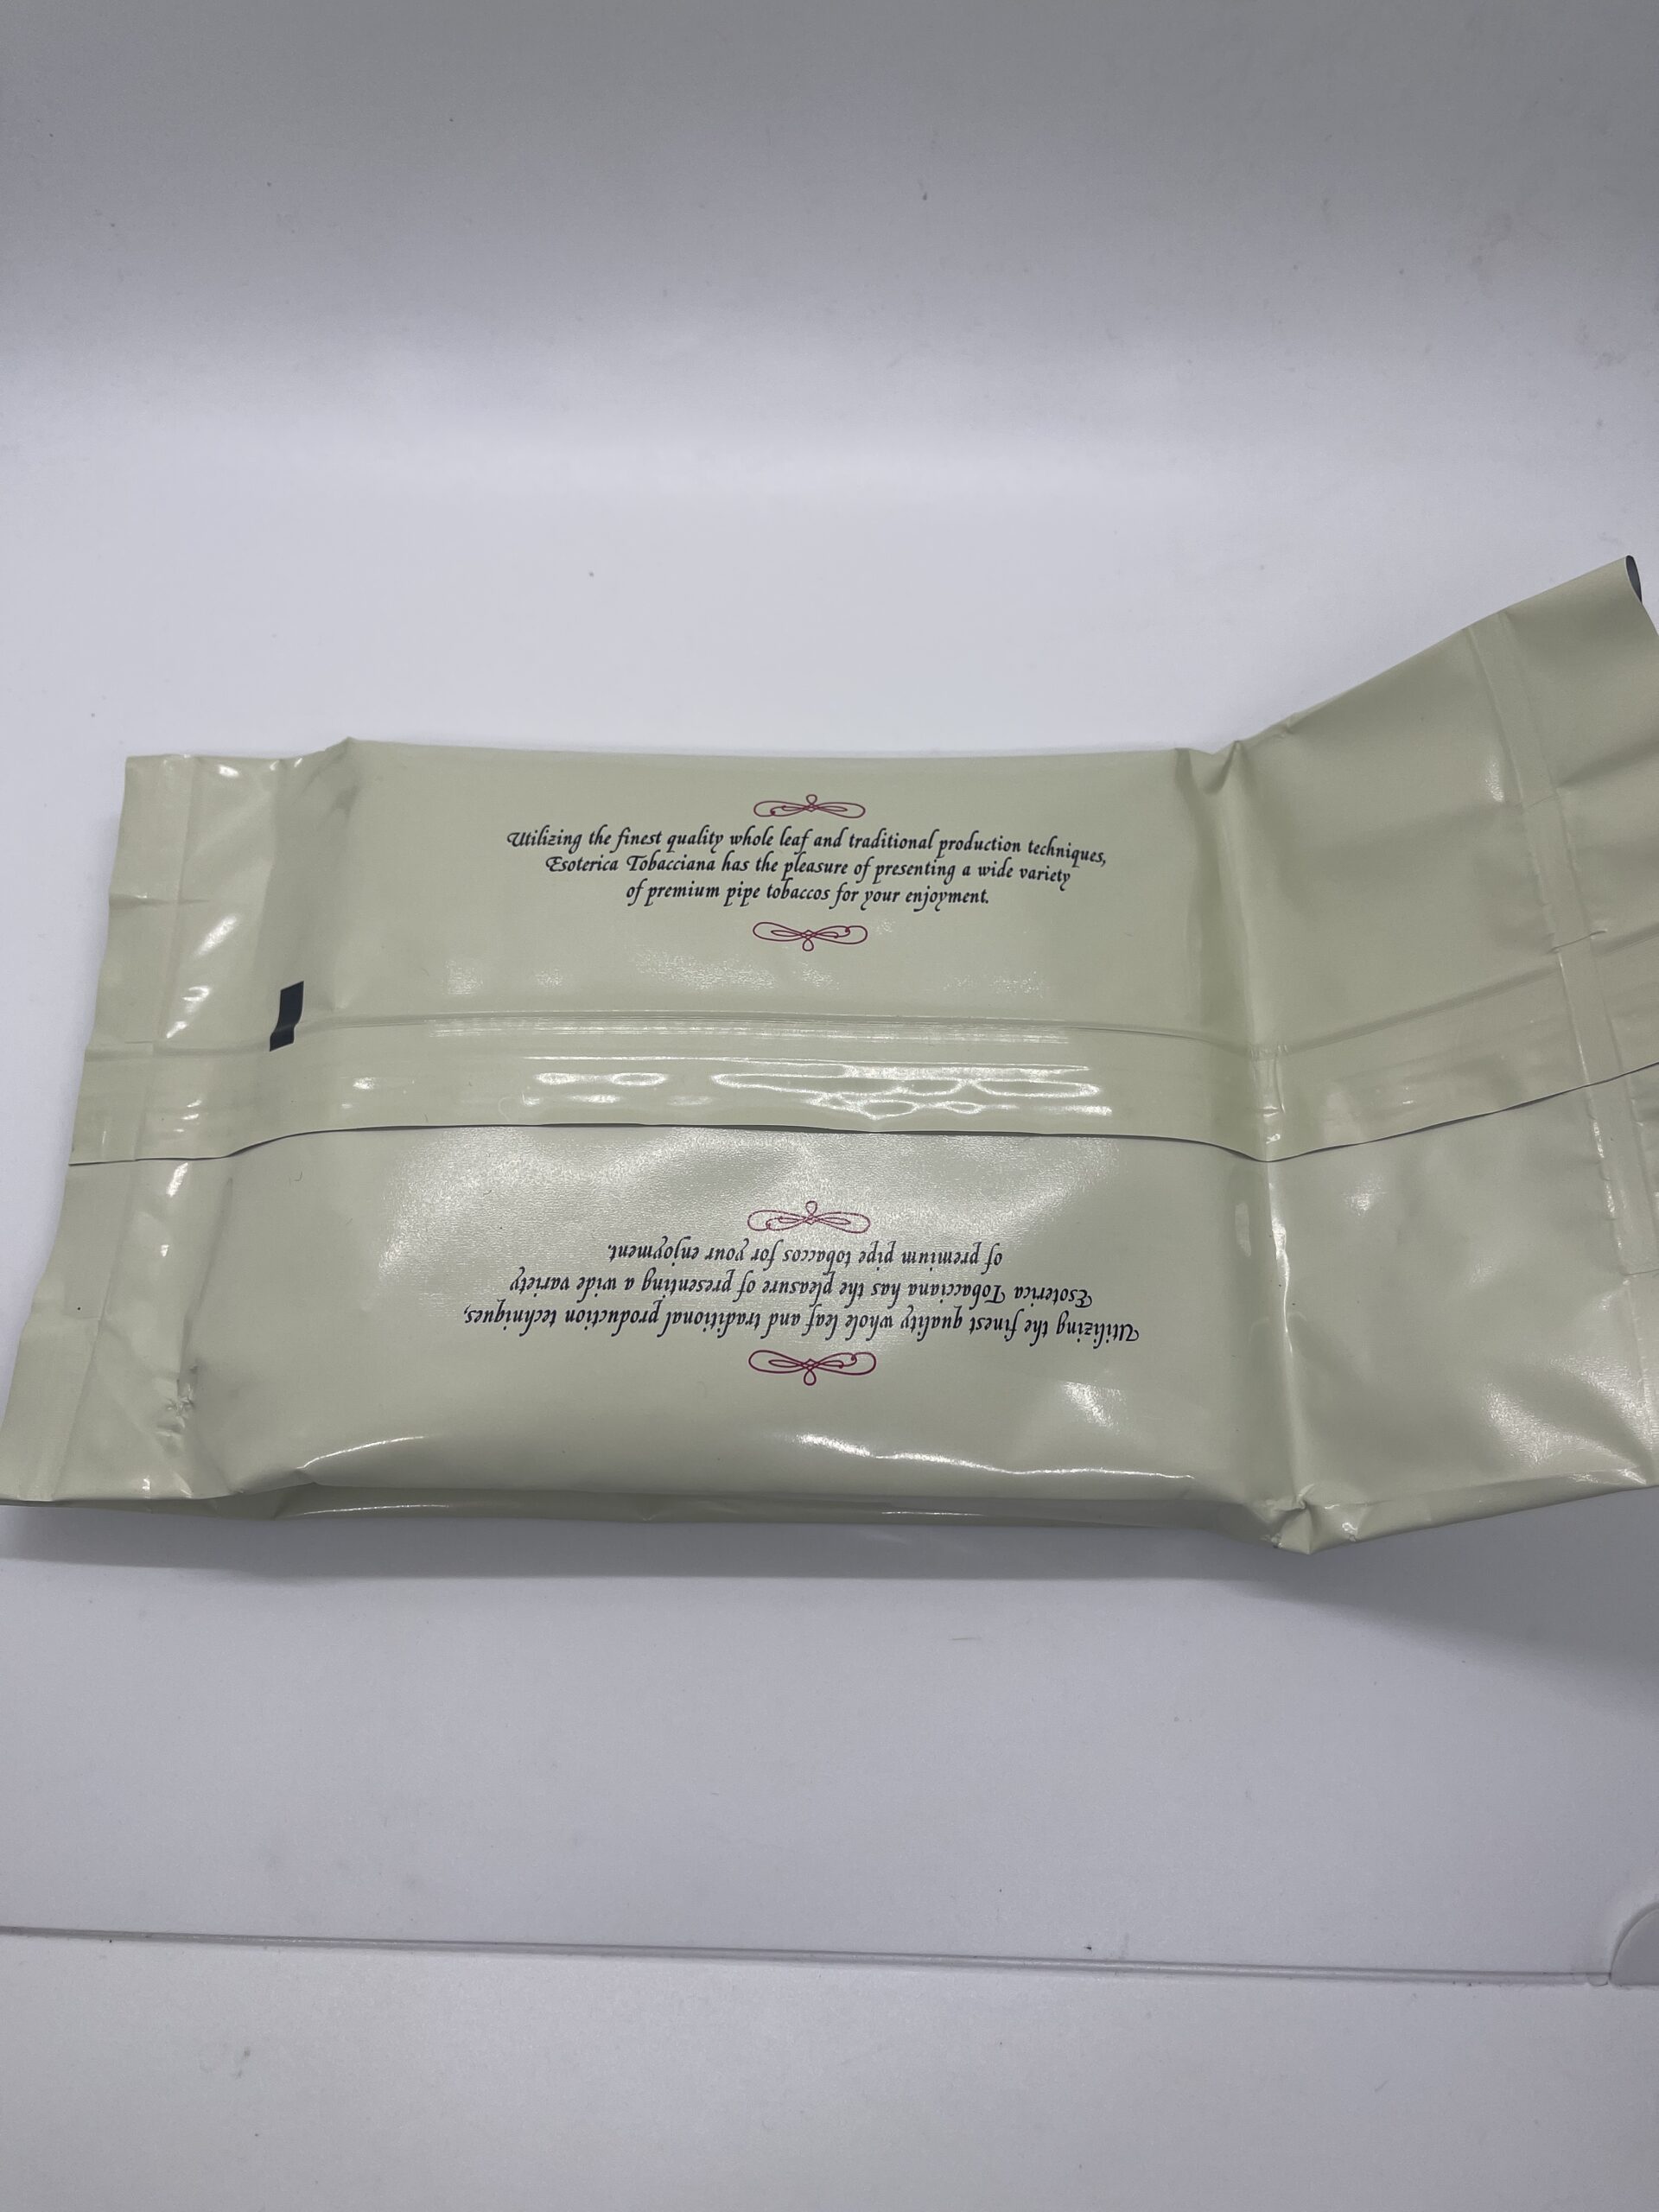 Utilizing the finest quality whole leaf and traditional production techniques,
Esoterica Tobacciana has the pleasure of presenting a wide variety
of premium pipe tobaccos for your enjoyment.
Utilizing the finest quality whole leaf and traditional production techniques,
Esoterica Tobacciana has the pleasure of presenting a wide variety
of premium pipe tobaccos for your enjoyment.